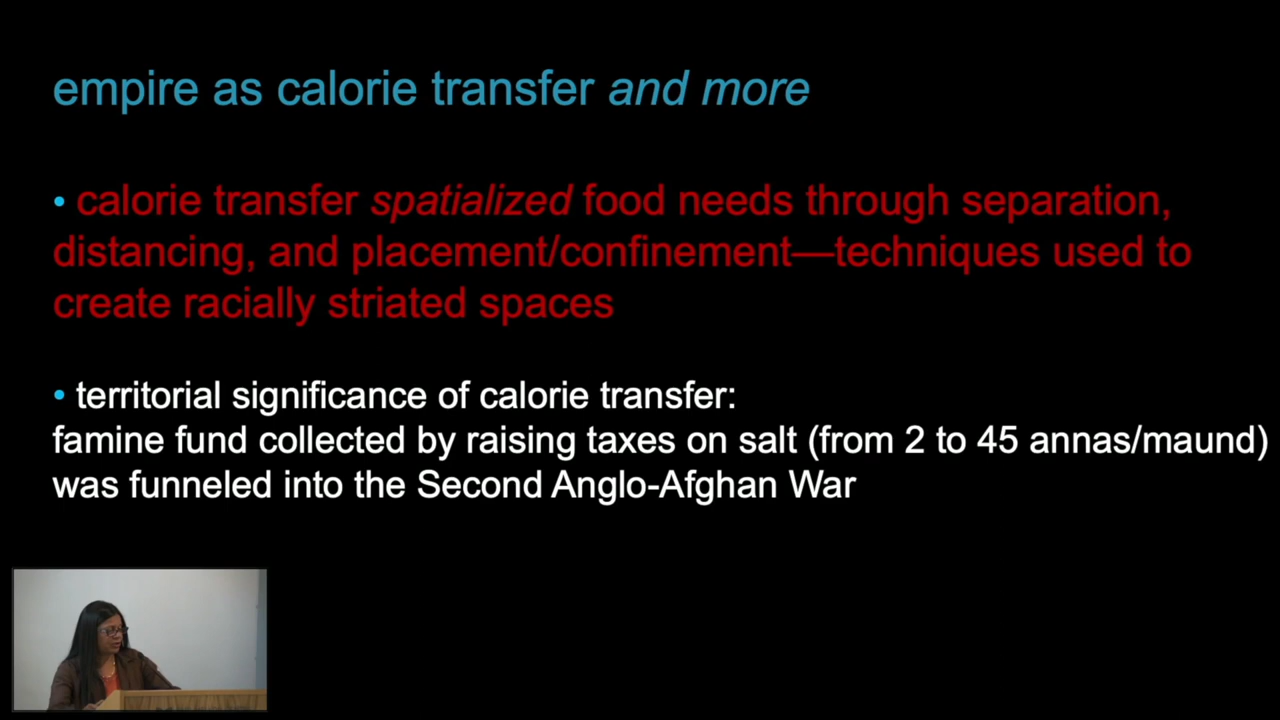 empire as calorie transfer and more
• calorie transfer spatialized food needs through separation,
distancing, and placement/confinement—techniques used to
create racially striated spaces
• territorial significance of calorie transfer:
famine fund collected by raising taxes on salt (from 2 to 45 annas/maund)
was funneled into the Second Anglo-Afghan War